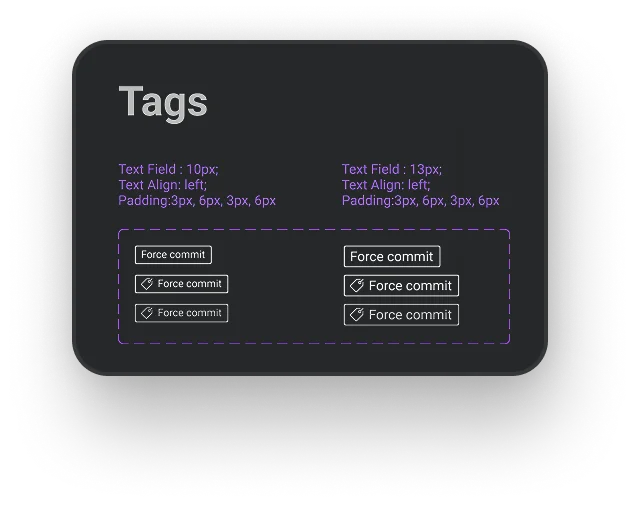 Tags
Text Field : 10px;
Text Align: left;
Padding:3px, 6px, 3px, 6px
Text Field : 13px;
Text Align: left;
Padding:3px, 6px, 3px, 6px
Force commit
Force commit
Force commit
Force commit
Force commit
Force commit